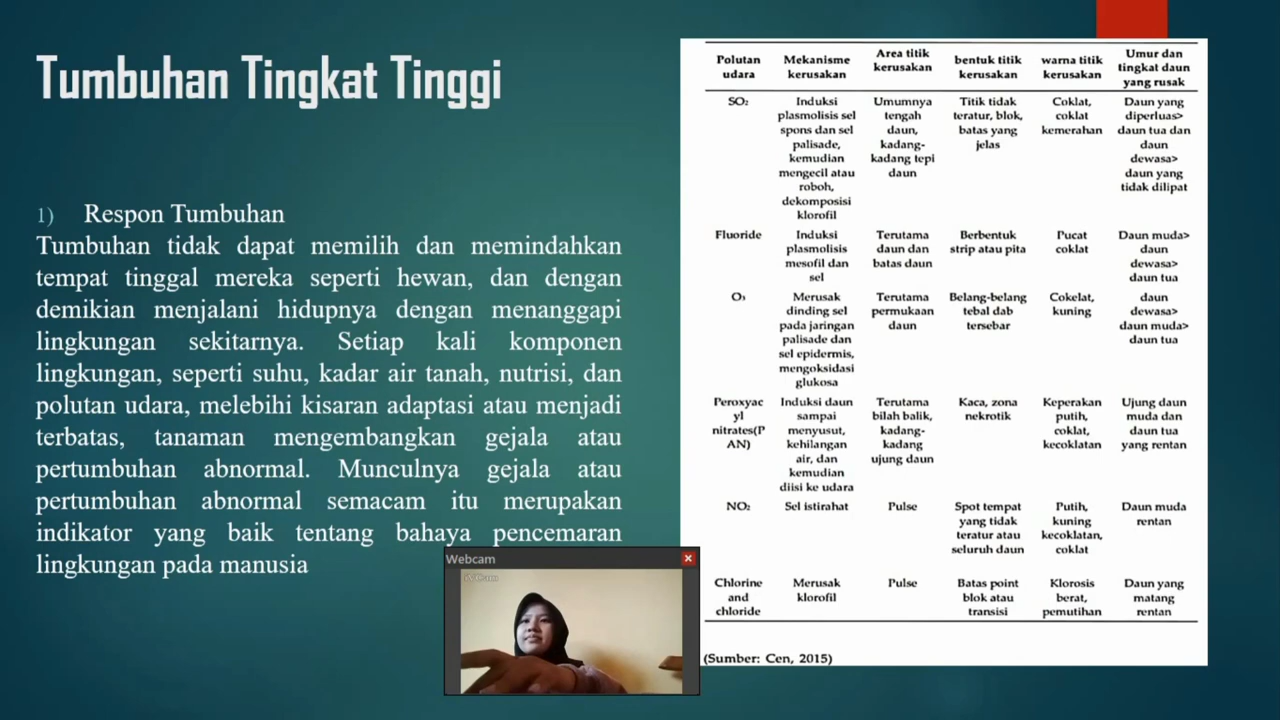 Tumbuhan Tingkat Tinggi
1) Respon Tumbuhan
Tumbuhan tidak dapat memilih dan memindahkan
tempat tinggal mereka seperti hewan, dan dengan
demikian menjalani hidupnya dengan menanggapi
lingkungan sekitarnya. Setiap kali komponen
lingkungan, seperti suhu, kadar air tanah, nutrisi, dan
polutan udara, melebihi kisaran adaptasi atau menjadi
terbatas, tanaman mengembangkan gejala atau
pertumbuhan abnormal. Munculnya gejala atau
pertumbuhan abnormal semacam itu merupakan
indikator yang baik tentang bahaya pencemaran
lingkungan pada manusia
Polutan
udara
Mekanisme
kerusakan
Area titik
kerusakan
bentuk titik
kerusakan
warna titik
kerusakan
Umur dan
tingkat daun
yang rusak
SO₂
Induksi
plasmolisis sel
spons dan sel
palisade,
kemudian
mengecil atau
roboh,
dekomposisi
klorofil
Umumnya
tengah
daun,
kadang-
kadang tepi
daun
Titik tidak
teratur, blok,
batas yang
jelas
Coklat,
coklat
kemerahan
Daun yang
diperluas>
daun tua dan
daun
dewasa>
daun yang
tidak dilipat
Fluoride
Induksi
plasmolisis
mesofil dan
sel
Terutama
daun dan
batas daun
Berbentuk
strip atau pita
Pucat
coklat
Daun muda>
daun
dewasa>
daun tua
O₃
Merusak
dinding sel
pada jaringan
palisade dan
sel epidermis,
mengoksidasi
glukosa
Terutama
permukaan
daun
Belang-belang
tebal dab
tersebar
Cokelat,
kuning
daun
dewasa>
daun muda>
daun tua
Peroxyac
yl
nitrates(P
AN)
Induksi daun
sampai
menyusut,
kehilangan
air, dan
kemudian
diisi ke udara
Terutama
bilah balik,
kadang-
kadang
ujung daun
Kaca, zona
nekrotik
Keperakan
putih,
coklat,
kecoklatan
Ujung daun
muda dan
daun tua
yang rentan
NO₂
Sel istirahat
Pulse
Spot tempat
yang tidak
teratur atau
seluruh daun
Putih,
kuning
kecoklatan,
coklat
Daun muda
rentan
Chlorine
and
chloride
Merusak
klorofil
Pulse
Batas point
blok atau
transisi
Klorosis
berat,
pemutihan
Daun yang
matang
rentan
(Sumber: Cen, 2015)
Webcam